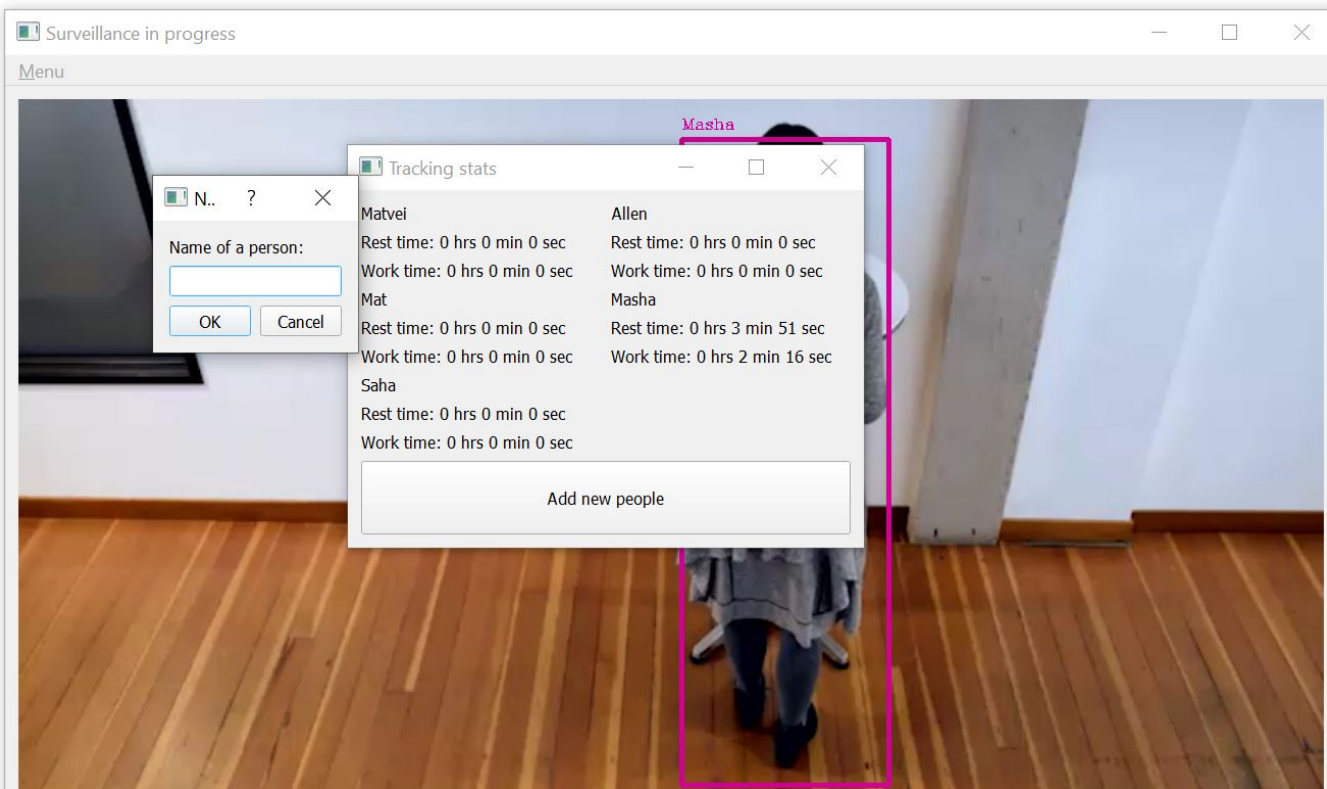 Surveillance in progress
Menu
Masha
Tracking stats
N.. ?
Name of a person:
OK Cancel
Matvei
Rest time: 0 hrs 0 min 0 sec
Work time: 0 hrs 0 min 0 sec
Mat
Rest time: 0 hrs 0 min 0 sec
Work time: 0 hrs 0 min 0 sec
Saha
Rest time: 0 hrs 0 min 0 sec
Work time: 0 hrs 0 min 0 sec
Allen
Rest time: 0 hrs 0 min 0 sec
Work time: 0 hrs 0 min 0 sec
Masha
Rest time: 0 hrs 3 min 51 sec
Work time: 0 hrs 2 min 16 sec
Add new people